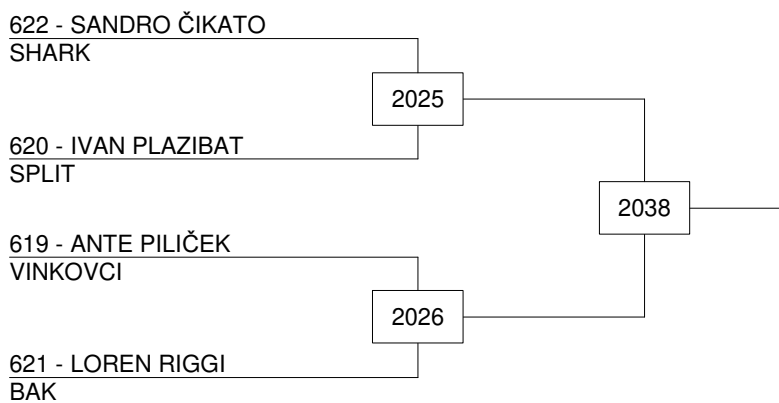 622 - SANDRO ČIKATO
SHARK
2025
620 - IVAN PLAZIBAT
SPLIT
2038
619 - ANTE PILIČEK
VINKOVCI
2026
621 - LOREN RIGGI
BAK